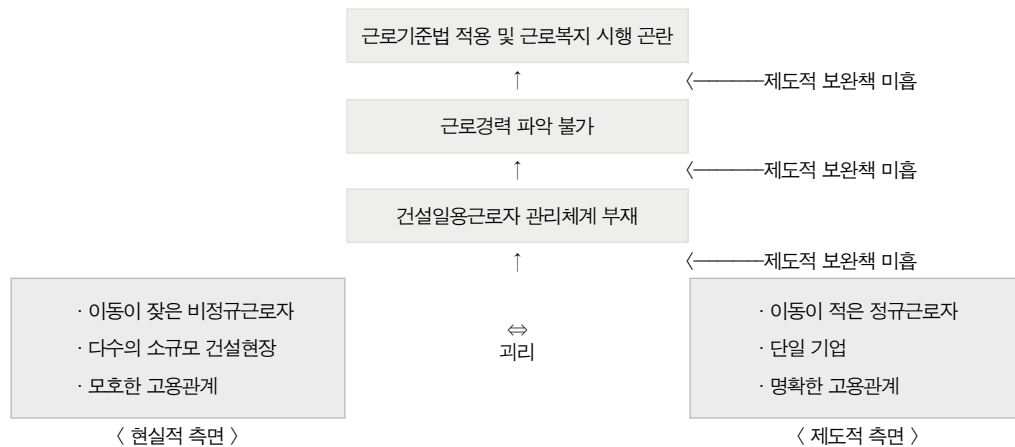 근로기준법 적용 및 근로복지 시행 곤란
↑
〈────제도적 보완책 미흡
근로경력 파악 불가
↑
〈────제도적 보완책 미흡
건설일용근로자 관리체계 부재
↑
〈────제도적 보완책 미흡
· 이동이 잦은 비정규근로자
· 다수의 소규모 건설현장
· 모호한 고용관계
〈 현실적 측면 〉
⇔
괴리
· 이동이 적은 정규근로자
· 단일 기업
· 명확한 고용관계
〈 제도적 측면 〉